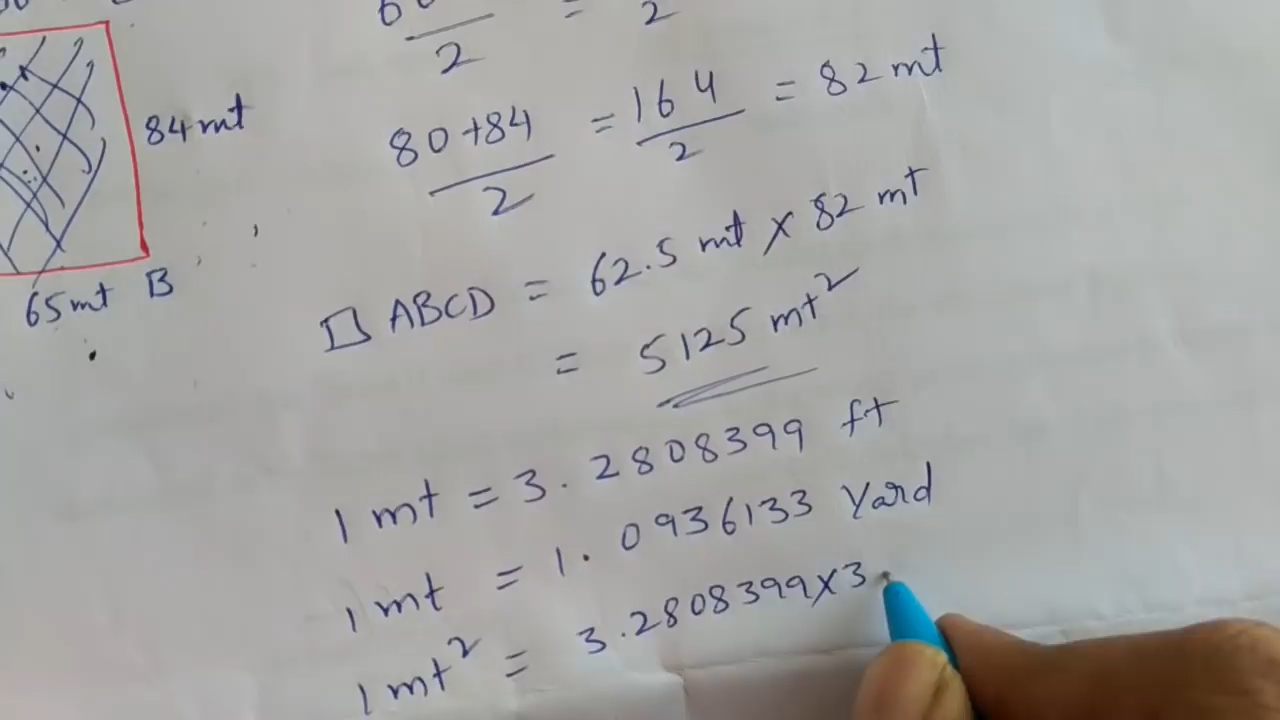 2
2
80+84 / 2 = 164 / 2 = 82 mt
84 mt
65 mt B
□ ABCD = 62.5 mt × 82 mt
= 5125 mt²
1 mt = 3.2808399 ft
1 mt = 1.0936133 Yard
1 mt² = 3.2808399×3.